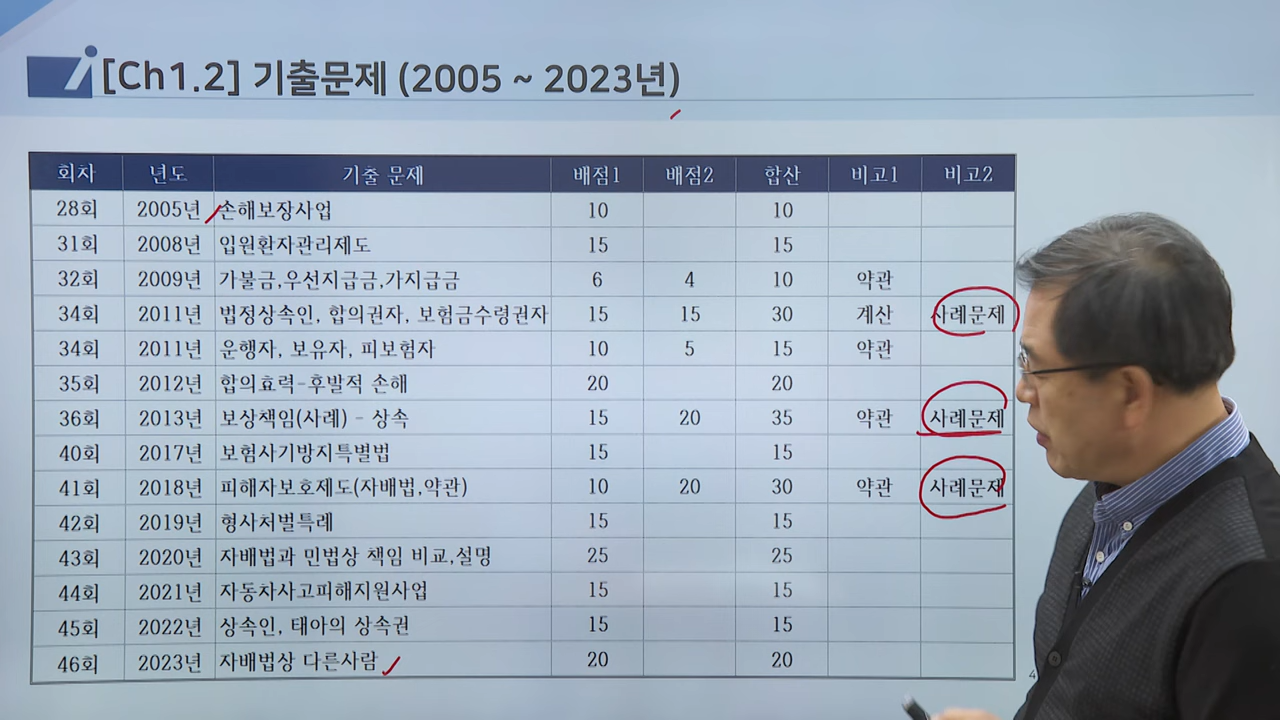 [Ch1.2] 기출문제 (2005 ~ 2023년)
회차 년도 기출 문제 배점1 배점2 합산 비고1 비고2
28회 2005년 손해보장사업 10 10
31회 2008년 입원환자관리제도 15 15
32회 2009년 가불금,우선지급금,가지급금 6 4 10 약관
34회 2011년 법정상속인, 합의권자, 보험금수령권자 15 15 30 계산 사례문제
34회 2011년 운행자, 보유자, 피보험자 10 5 15 약관
35회 2012년 합의효력-후발적 손해 20 20
36회 2013년 보상책임(사례) - 상속 15 20 35 약관 사례문제
40회 2017년 보험사기방지특별법 15 15
41회 2018년 피해자보호제도(자배법,약관) 10 20 30 약관 사례문제
42회 2019년 형사처벌특례 15 15
43회 2020년 자배법과 민법상 책임 비교,설명 25 25
44회 2021년 자동차사고피해지원사업 15 15
45회 2022년 상속인, 태아의 상속권 15 15
46회 2023년 자배법상 다른사람 20 20